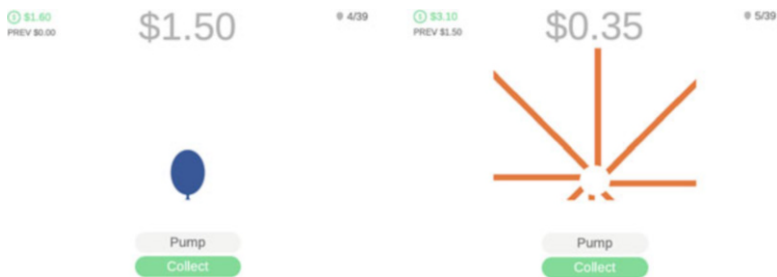 $1.60
PREV $0.00
$1.50
4/39
Pump
Collect
$3.10
PREV $1.50
$0.35
5/39
Pump
Collect